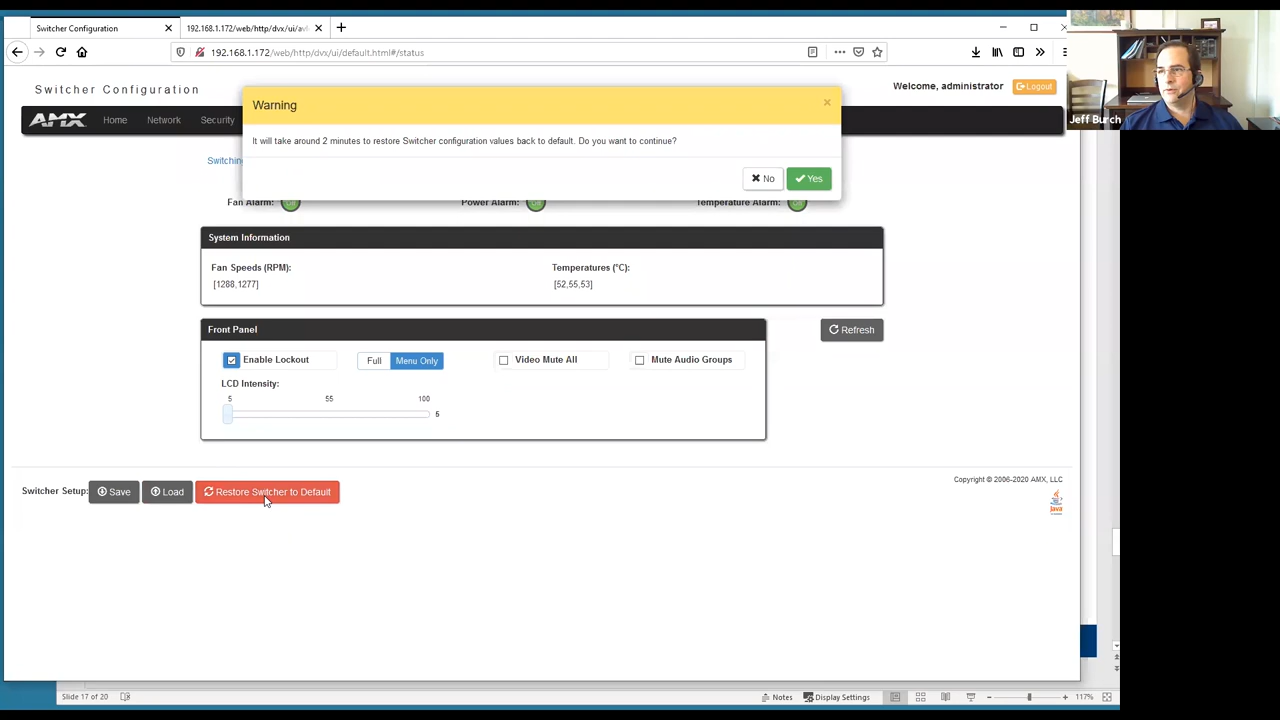 Switcher Configuration
192.168.1.172/web/http/dvx/ui/av
192.168.1.172/web/http/dvx/ui/default.html#/status
Jeff Burch
Switcher Configuration
Welcome, administrator
Logout
AMX
Home
Network
Security
Warning
It will take around 2 minutes to restore Switcher configuration values back to default. Do you want to continue?
No
Yes
Switching
Fan Alarm:
Power Alarm:
Temperature Alarm:
System Information
Fan Speeds (RPM):
Temperatures (°C):
[1288,1277]
[52,55,53]
Front Panel
Refresh
Enable Lockout
Full
Menu Only
Video Mute All
Mute Audio Groups
LCD Intensity:
5
55
100
5
Switcher Setup:
Save
Load
Restore Switcher to Default
Copyright © 2006-2020 AMX, LLC
Java
Slide 17 of 20
Notes
Display Settings
117%